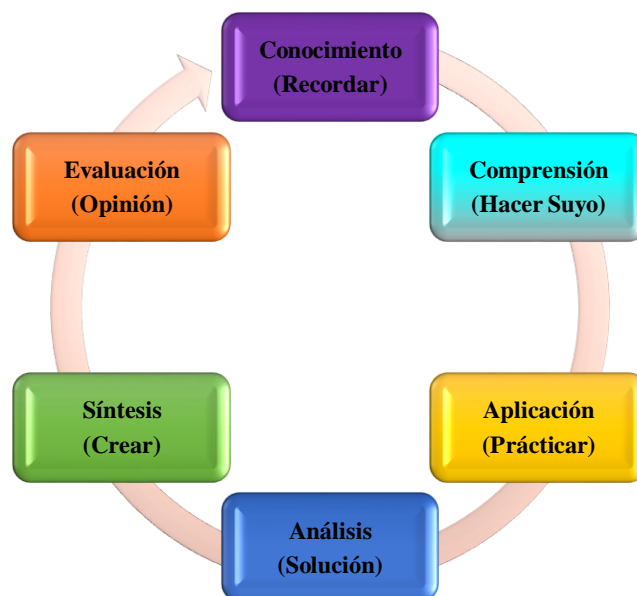 Conocimiento
(Recordar)
Comprensión
(Hacer Suyo)
Aplicación
(Prácticar)
Análisis
(Solución)
Síntesis
(Crear)
Evaluación
(Opinión)